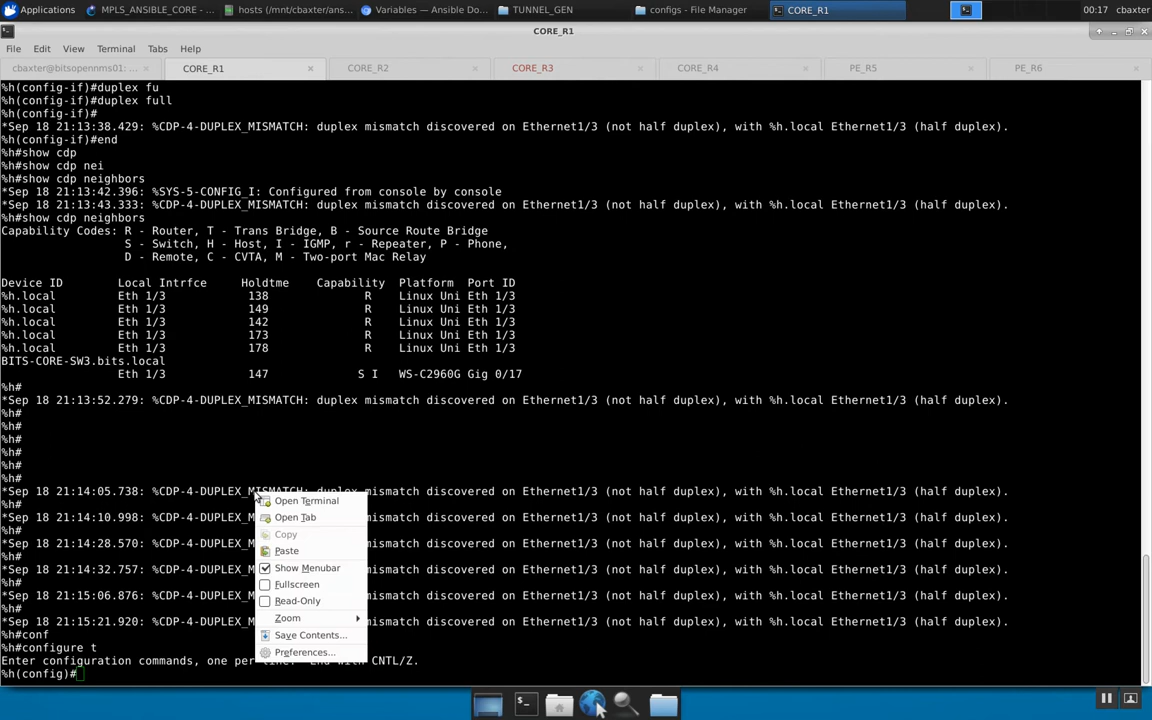 Applications MPLS_ANSIBLE_CORE - ... hosts (/mnt/cbaxter/ans... Variables — Ansible Do... TUNNEL_GEN configs - File Manager CORE_R1 00:17 cbaxter
CORE_R1
File Edit View Terminal Tabs Help
cbaxter@bitsopennms01: ... CORE_R1 CORE_R2 CORE_R3 CORE_R4 PE_R5 PE_R6
%h(config-if)#duplex fu
%h(config-if)#duplex full
%h(config-if)#
*Sep 18 21:13:38.429: %CDP-4-DUPLEX_MISMATCH: duplex mismatch discovered on Ethernet1/3 (not half duplex), with %h.local Ethernet1/3 (half duplex).
%h(config-if)#end
%h#show cdp
%h#show cdp nei
%h#show cdp neighbors
*Sep 18 21:13:42.396: %SYS-5-CONFIG_I: Configured from console by console
*Sep 18 21:13:43.333: %CDP-4-DUPLEX_MISMATCH: duplex mismatch discovered on Ethernet1/3 (not half duplex), with %h.local Ethernet1/3 (half duplex).
%h#show cdp neighbors
Capability Codes: R - Router, T - Trans Bridge, B - Source Route Bridge
S - Switch, H - Host, I - IGMP, r - Repeater, P - Phone,
D - Remote, C - CVTA, M - Two-port Mac Relay
Device ID Local Intrfce Holdtme Capability Platform Port ID
%h.local Eth 1/3 138 R Linux Uni Eth 1/3
%h.local Eth 1/3 149 R Linux Uni Eth 1/3
%h.local Eth 1/3 142 R Linux Uni Eth 1/3
%h.local Eth 1/3 173 R Linux Uni Eth 1/3
%h.local Eth 1/3 178 R Linux Uni Eth 1/3
BITS-CORE-SW3.bits.local
Eth 1/3 147 S I WS-C2960G Gig 0/17
%h#
*Sep 18 21:13:52.279: %CDP-4-DUPLEX_MISMATCH: duplex mismatch discovered on Ethernet1/3 (not half duplex), with %h.local Ethernet1/3 (half duplex).
%h#
%h#
%h#
%h#
%h#
%h#
*Sep 18 21:14:05.738: %CDP-4-DUPLEX_MISMATCH: duplex mismatch discovered on Ethernet1/3 (not half duplex), with %h.local Ethernet1/3 (half duplex).
%h#
*Sep 18 21:14:10.998: %CDP-4-DUPLEX_M uplex mismatch discovered on Ethernet1/3 (not half duplex), with %h.local Ethernet1/3 (half duplex).
%h#
*Sep 18 21:14:28.570: %CDP-4-DUPLEX_M uplex mismatch discovered on Ethernet1/3 (not half duplex), with %h.local Ethernet1/3 (half duplex).
%h#
*Sep 18 21:14:32.757: %CDP-4-DUPLEX_M uplex mismatch discovered on Ethernet1/3 (not half duplex), with %h.local Ethernet1/3 (half duplex).
%h#
*Sep 18 21:15:06.876: %CDP-4-DUPLEX_M uplex mismatch discovered on Ethernet1/3 (not half duplex), with %h.local Ethernet1/3 (half duplex).
%h#
*Sep 18 21:15:21.920: %CDP-4-DUPLEX_M uplex mismatch discovered on Ethernet1/3 (not half duplex), with %h.local Ethernet1/3 (half duplex).
%h#conf
%h#configure t
Enter configuration commands, one per line. End with CNTL/Z.
%h(config)#
Open Terminal
Open Tab
Copy
Paste
Show Menubar
Fullscreen
Read-Only
Zoom
Save Contents...
Preferences...